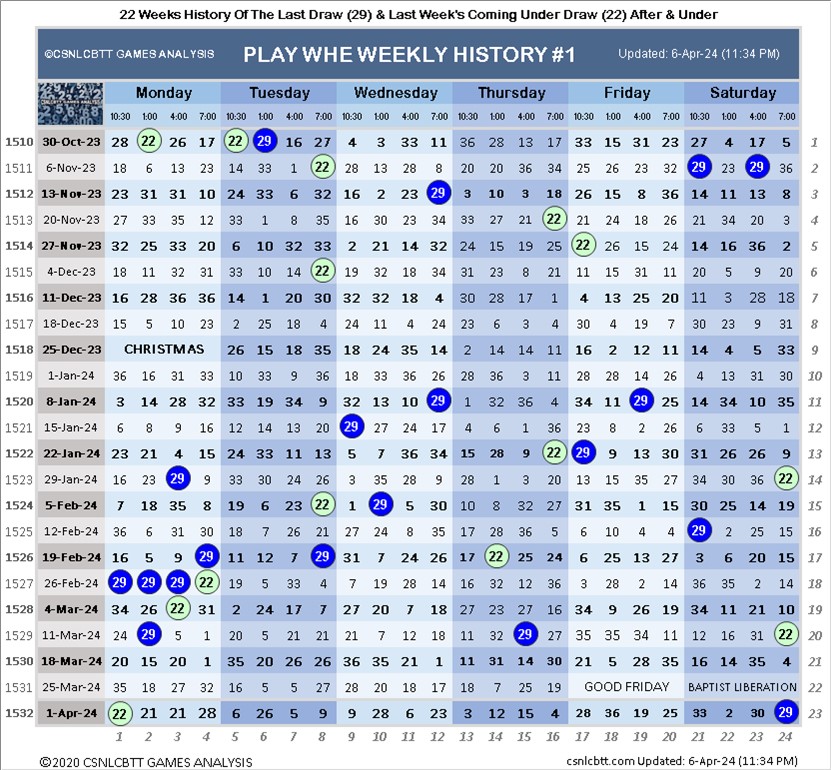 22 Weeks History Of The Last Draw (29) & Last Week's Coming Under Draw (22) After & Under
©CSNLCBTT GAMES ANALYSIS PLAY WHE WEEKLY HISTORY #1 Updated: 6-Apr-24 (11:34 PM)
CSNLCBTT GAMES ANALYSIS
Monday Tuesday Wednesday Thursday Friday Saturday
10:30 1:00 4:00 7:00 10:30 1:00 4:00 7:00 10:30 1:00 4:00 7:00 10:30 1:00 4:00 7:00 10:30 1:00 4:00 7:00 10:30 1:00 4:00 7:00
1510 30-Oct-23 28 22 26 17 22 29 16 27 4 3 33 11 36 28 13 17 33 15 31 23 27 4 17 5 1
1511 6-Nov-23 18 6 13 23 14 33 1 22 28 13 28 8 20 20 36 34 25 26 23 32 29 23 29 36 2
1512 13-Nov-23 23 31 31 10 24 33 6 32 16 2 23 29 3 10 3 18 26 15 8 36 14 11 13 8 3
1513 20-Nov-23 27 33 35 12 33 1 8 35 16 30 23 34 33 27 21 22 21 24 18 26 21 34 20 3 4
1514 27-Nov-23 32 25 33 20 6 10 32 33 2 21 14 32 24 15 19 25 22 26 15 24 14 16 36 2 5
1515 4-Dec-23 18 11 32 31 33 10 14 22 19 32 18 34 31 23 8 21 11 15 31 11 20 5 9 20 6
1516 11-Dec-23 16 28 36 36 14 1 20 30 32 32 18 4 30 28 17 1 4 13 25 20 11 3 28 18 7
1517 18-Dec-23 15 5 10 23 2 25 18 4 24 11 4 24 23 6 3 4 30 4 19 7 30 23 9 31 8
1518 25-Dec-23 CHRISTMAS 26 15 18 35 18 24 35 14 2 14 14 11 16 2 12 11 14 4 5 33 9
1519 1-Jan-24 36 16 31 33 10 33 9 36 18 33 36 26 28 36 3 11 28 28 14 26 4 13 31 30 10
1520 8-Jan-24 3 14 28 32 33 19 34 9 32 13 10 29 1 32 36 4 34 11 29 25 14 34 10 35 11
1521 15-Jan-24 6 8 9 16 12 14 13 20 29 27 24 17 4 6 1 36 23 8 2 26 6 33 5 1 12
1522 22-Jan-24 23 21 4 15 24 33 11 13 5 7 36 34 15 28 9 22 29 9 13 30 31 26 26 9 13
1523 29-Jan-24 16 23 29 9 34 24 30 24 3 35 28 9 28 1 3 20 13 15 35 27 34 30 34 22 14
1524 5-Feb-24 7 18 35 8 19 6 23 22 1 29 5 30 10 8 32 27 31 35 1 15 30 25 14 19 15
1525 12-Feb-24 36 6 31 30 18 7 26 21 27 24 4 8 17 28 36 5 6 10 4 4 29 2 25 15 16
1526 19-Feb-24 16 5 9 29 11 12 7 29 31 7 24 26 17 22 25 24 6 25 13 27 3 6 20 15 17
1527 26-Feb-24 29 29 29 22 19 5 33 4 7 19 28 14 16 32 12 36 3 28 2 14 36 35 2 14 18
1528 4-Mar-24 34 26 22 31 2 24 17 7 27 20 7 18 27 23 27 16 34 9 26 19 34 11 21 10 19
1529 11-Mar-24 24 29 5 1 20 5 21 21 17 9 6 34 11 32 29 27 35 35 34 11 12 16 31 22 20
1530 18-Mar-24 20 15 20 1 35 20 26 26 36 35 21 1 11 31 14 30 21 5 28 35 16 14 35 4 21
1531 25-Mar-24 35 18 27 32 16 5 5 27 28 20 18 17 18 7 25 19 GOOD FRIDAY BAPTIST LIBERATION 22
1532 1-Apr-24 22 21 21 28 6 26 5 9 9 28 6 23 3 12 15 4 28 36 19 25 33 2 30 29 23
1 2 3 4 5 6 7 8 9 10 11 12 13 14 15 16 17 18 19 20 21 22 23 24
©2020 CSNLCBTT GAMES ANALYSIS csnlcbtt.com Updated: 6-Apr-24 (11:34 PM)